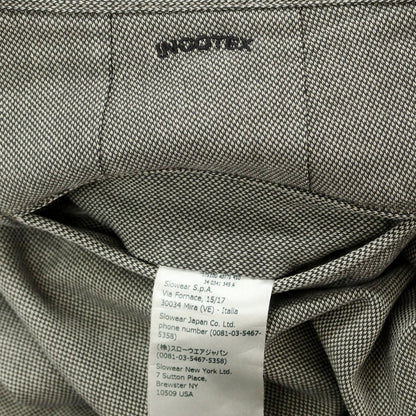 INCOTEX
Slowear S.p.A.
Via Fornace, 15/17
30034 Mira (VE) - Italia
Slowear Japan Co. Ltd.
phone number (0081-03-5467-
5358)
(株)スローウエアジャパン
(0081-03-5467-5358)
Slowear New York Ltd.
7 Sutton Place,
Brewster NY
10509 USA